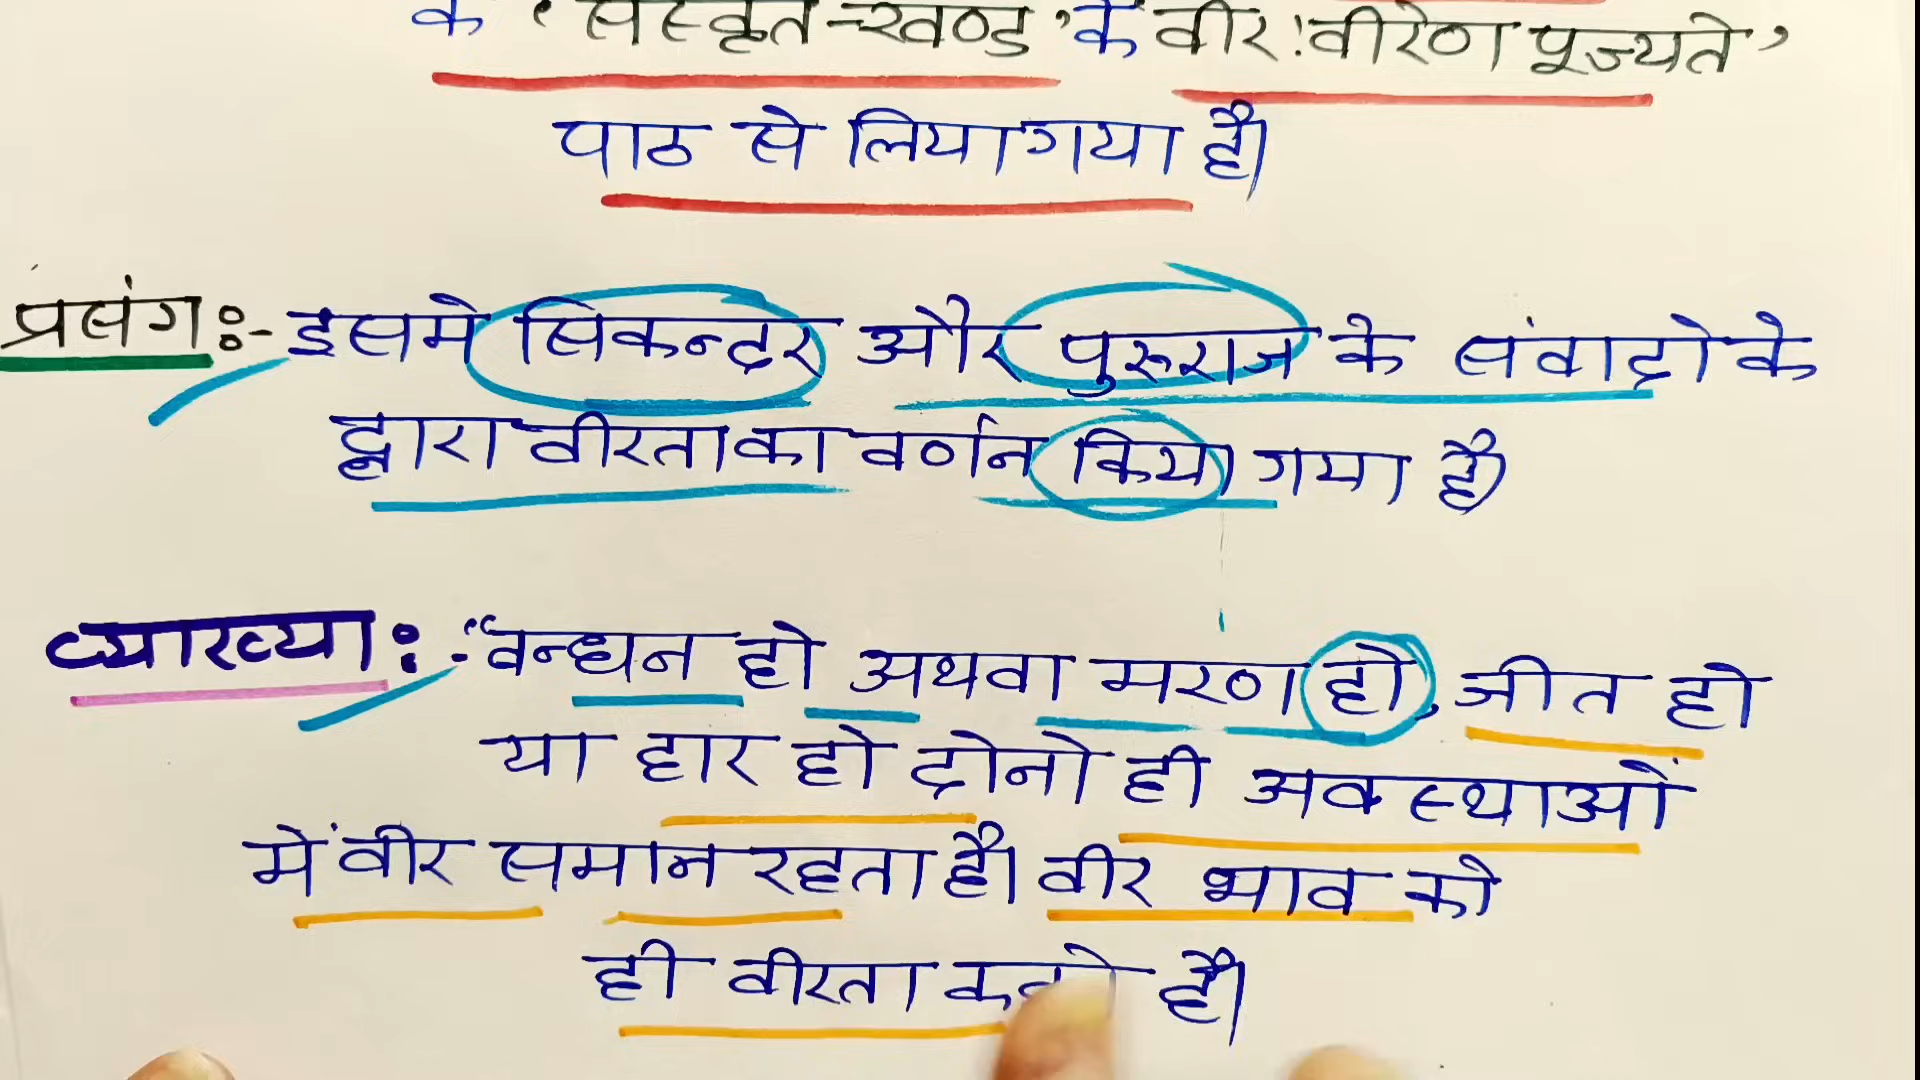 के 'संस्कृत-खण्ड' के वीर: वीरेण पूज्यते'
पाठ से लिया गया है।
प्रसंग:- इसमे सिकन्दर और पुरूराज के संवादो के
द्वारा वीरता का वर्णन किया गया है
व्याख्या:- "बन्धन हो अथवा मरण हो, जीत हो
या हार हो दोनो ही अवस्थाओं
में वीर समान रहता है। वीर भाव को
ही वीरता है।